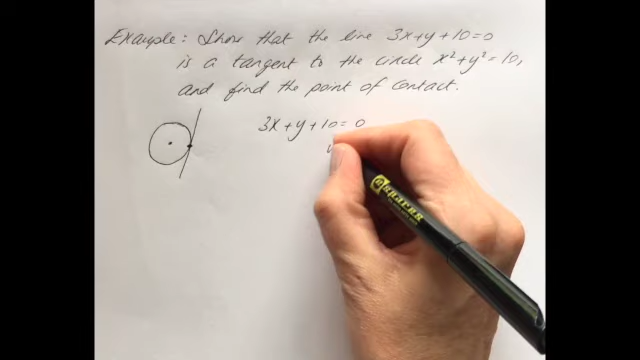 Example: Show that the line 3x+y+10=0
is a tangent to the circle x²+y²=10,
and find the point of contact.
3x+y+10=0